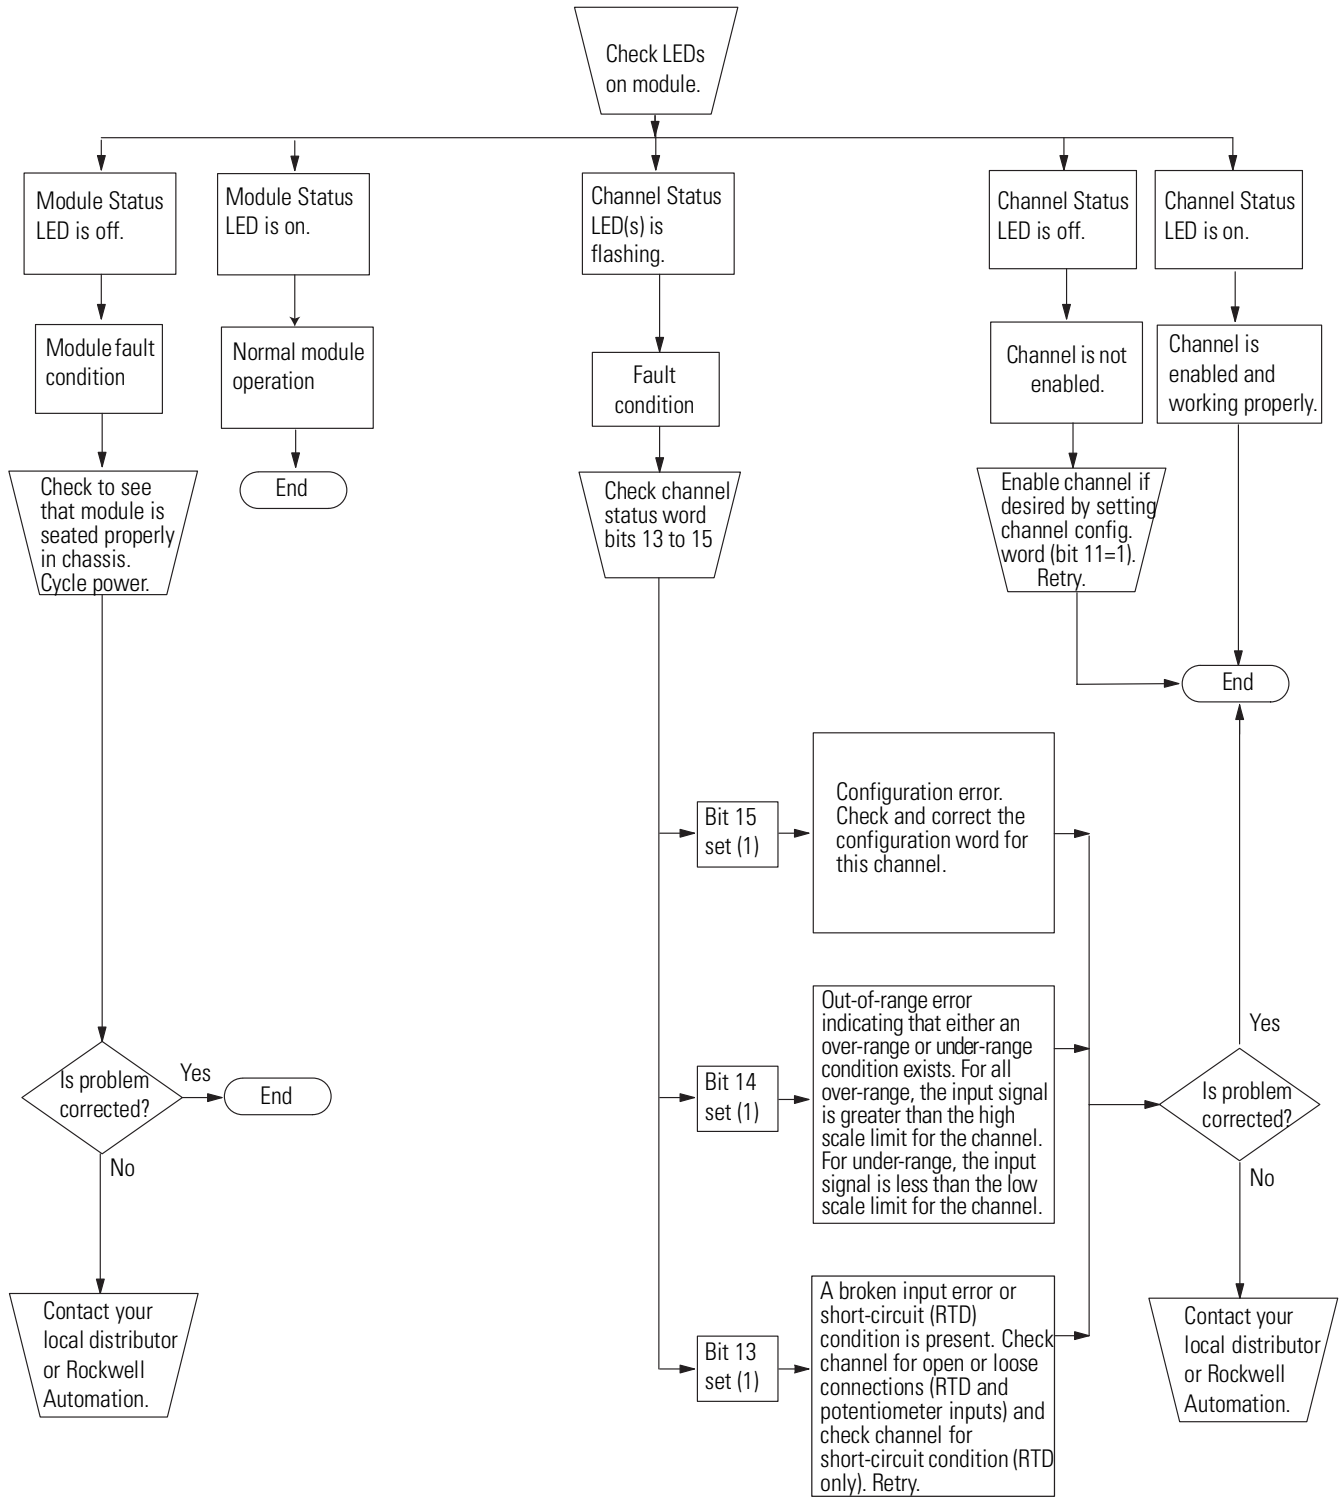 Check LEDs
on module.
Module Status
LED is off.
Module Status
LED is on.
Channel Status
LED(s) is
flashing.
Channel Status
LED is off.
Channel Status
LED is on.
Module fault
condition
Normal module
operation
Fault
condition
Channel is not
enabled.
Channel is
enabled and
working properly.
Check to see
that module is
seated properly
in chassis.
Cycle power.
End
Check channel
status word
bits 13 to 15
Enable channel if
desired by setting
channel config.
word (bit 11=1).
Retry.
End
Bit 15
set (1)
Configuration error.
Check and correct the
configuration word for
this channel.
Bit 14
set (1)
Out-of-range error
indicating that either an
over-range or under-range
condition exists. For all
over-range, the input signal
is greater than the high
scale limit for the channel.
For under-range, the input
signal is less than the low
scale limit for the channel.
Bit 13
set (1)
A broken input error or
short-circuit (RTD)
condition is present. Check
channel for open or loose
connections (RTD and
potentiometer inputs) and
check channel for
short-circuit condition (RTD
only). Retry.
Is problem
corrected?
Yes
End
No
Contact your
local distributor
or Rockwell
Automation.
Yes
Is problem
corrected?
No
Contact your
local distributor
or Rockwell
Automation.